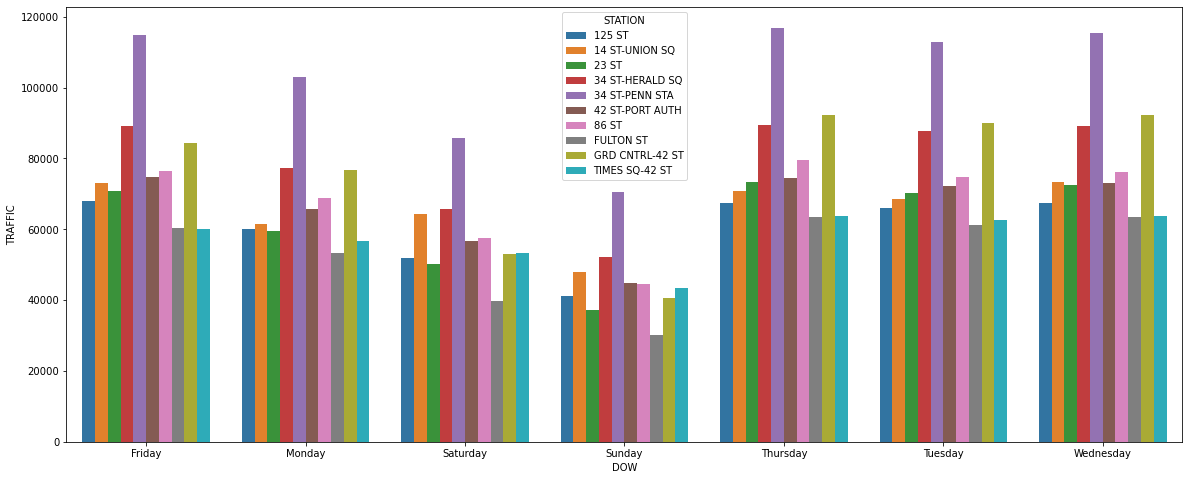 120000
100000
80000
60000
40000
20000
0
TRAFFIC
STATION
125 ST
14 ST-UNION SQ
23 ST
34 ST-HERALD SQ
34 ST-PENN STA
42 ST-PORT AUTH
86 ST
FULTON ST
GRD CNTRL-42 ST
TIMES SQ-42 ST
Friday Monday Saturday Sunday Thursday Tuesday Wednesday
DOW